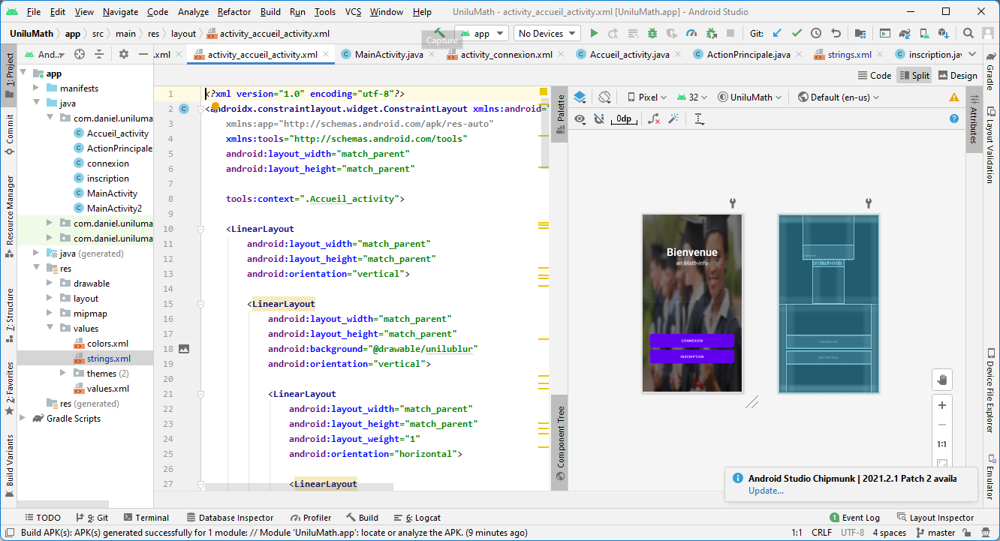 File Edit View Navigate Code Analyze Refactor Build Run Tools VCS Window Help UniluMath - activity_accueil_activity.xml [UniluMath.app] - Android Studio
UniluMath app src main res layout activity_accueil_activity.xml Capture app No Devices Git:
And... .xml activity_accueil_activity.xml MainActivity.java activity_connexion.xml Accueil_activity.java ActionPrincipale.java strings.xml inscription.jav
Code Split Design
1: Project
Commit
Resource Manager
7: Structure
2: Favorites
Build Variants
app
manifests
java
com.daniel.uniluma
Accueil_activity
ActionPrincipale
connexion
inscription
MainActivity
MainActivity2
com.daniel.uniluma
com.daniel.uniluma
java (generated)
res
drawable
layout
mipmap
values
colors.xml
strings.xml
themes (2)
values.xml
res (generated)
Gradle Scripts
1 <?xml version="1.0" encoding="utf-8"?>
2 <androidx.constraintlayout.widget.ConstraintLayout xmlns:android="
3 xmlns:app="http://schemas.android.com/apk/res-auto"
4 xmlns:tools="http://schemas.android.com/tools"
5 android:layout_width="match_parent"
6 android:layout_height="match_parent"
7
8 tools:context=".Accueil_activity">
9
10 <LinearLayout
11 android:layout_width="match_parent"
12 android:layout_height="match_parent"
13 android:orientation="vertical">
14
15 <LinearLayout
16 android:layout_width="match_parent"
17 android:layout_height="match_parent"
18 android:background="@drawable/unilublur"
19 android:orientation="vertical">
20
21 <LinearLayout
22 android:layout_width="match_parent"
23 android:layout_height="match_parent"
24 android:layout_weight="1"
25 android:orientation="horizontal">
26
27 <LinearLayout
Palette
Component Tree
Pixel 32 UniluMath Default (en-us)
0dp
Bienvenue
en Math-info
CONNEXION
INSCRIPTION
en Math-info
CONNEXION
INSCRIPTION
1:1
Attributes
Gradle
Layout Validation
Device File Explorer
Emulator
Android Studio Chipmunk | 2021.2.1 Patch 2 availa
Update...
TODO 9: Git Terminal Database Inspector Profiler Build 6: Logcat 1 Event Log Layout Inspector
Build APK(s): APK(s) generated successfully for 1 module: // Module 'UniluMath.app': locate or analyze the APK. (9 minutes ago) 1:1 CRLF UTF-8 4 spaces master